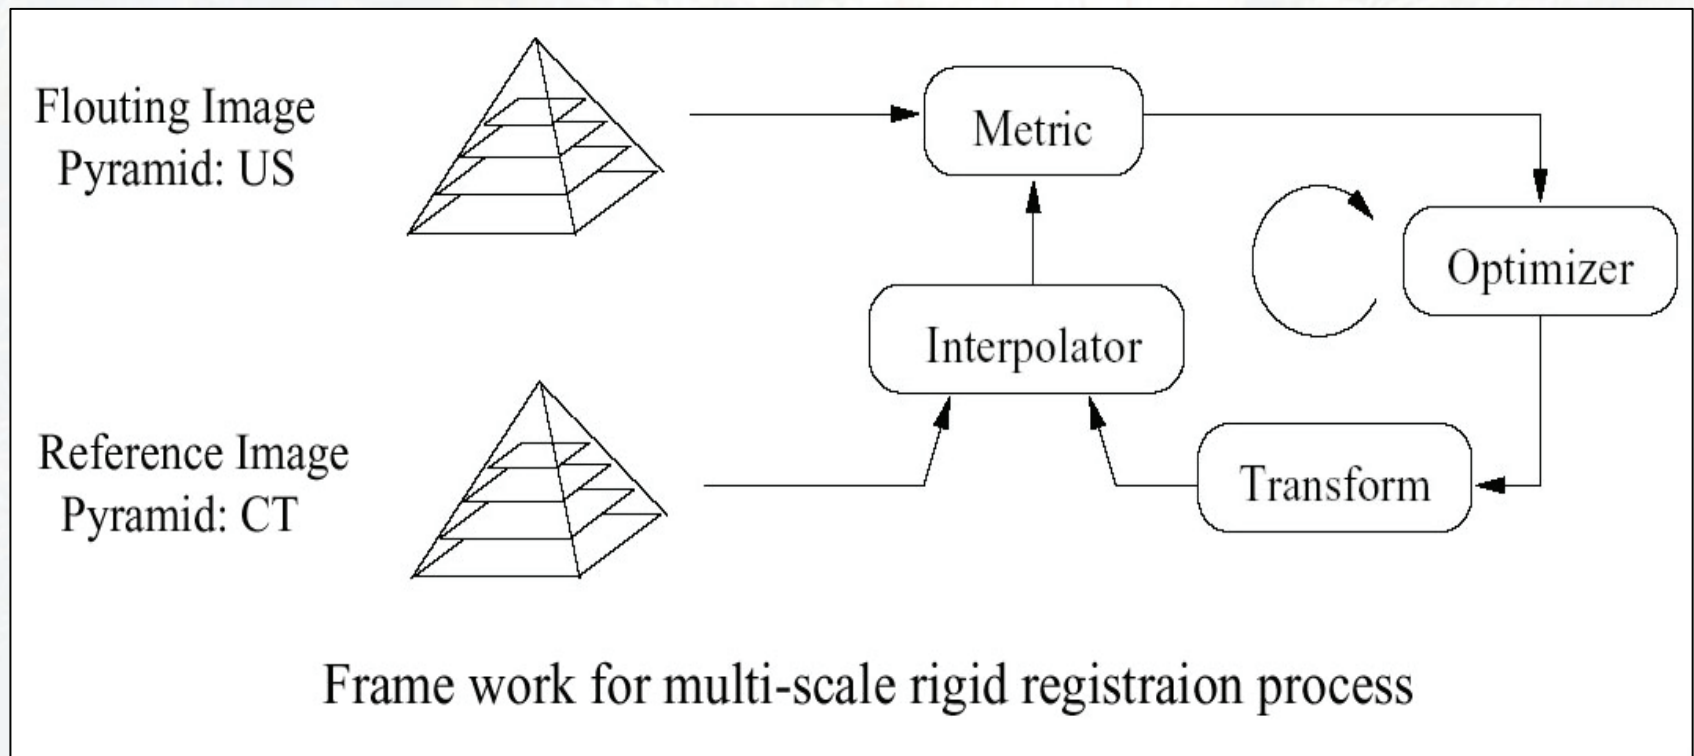 Flouting Image
Pyramid: US
Metric
Optimizer
Interpolator
Reference Image
Pyramid: CT
Transform
Frame work for multi-scale rigid registraion process